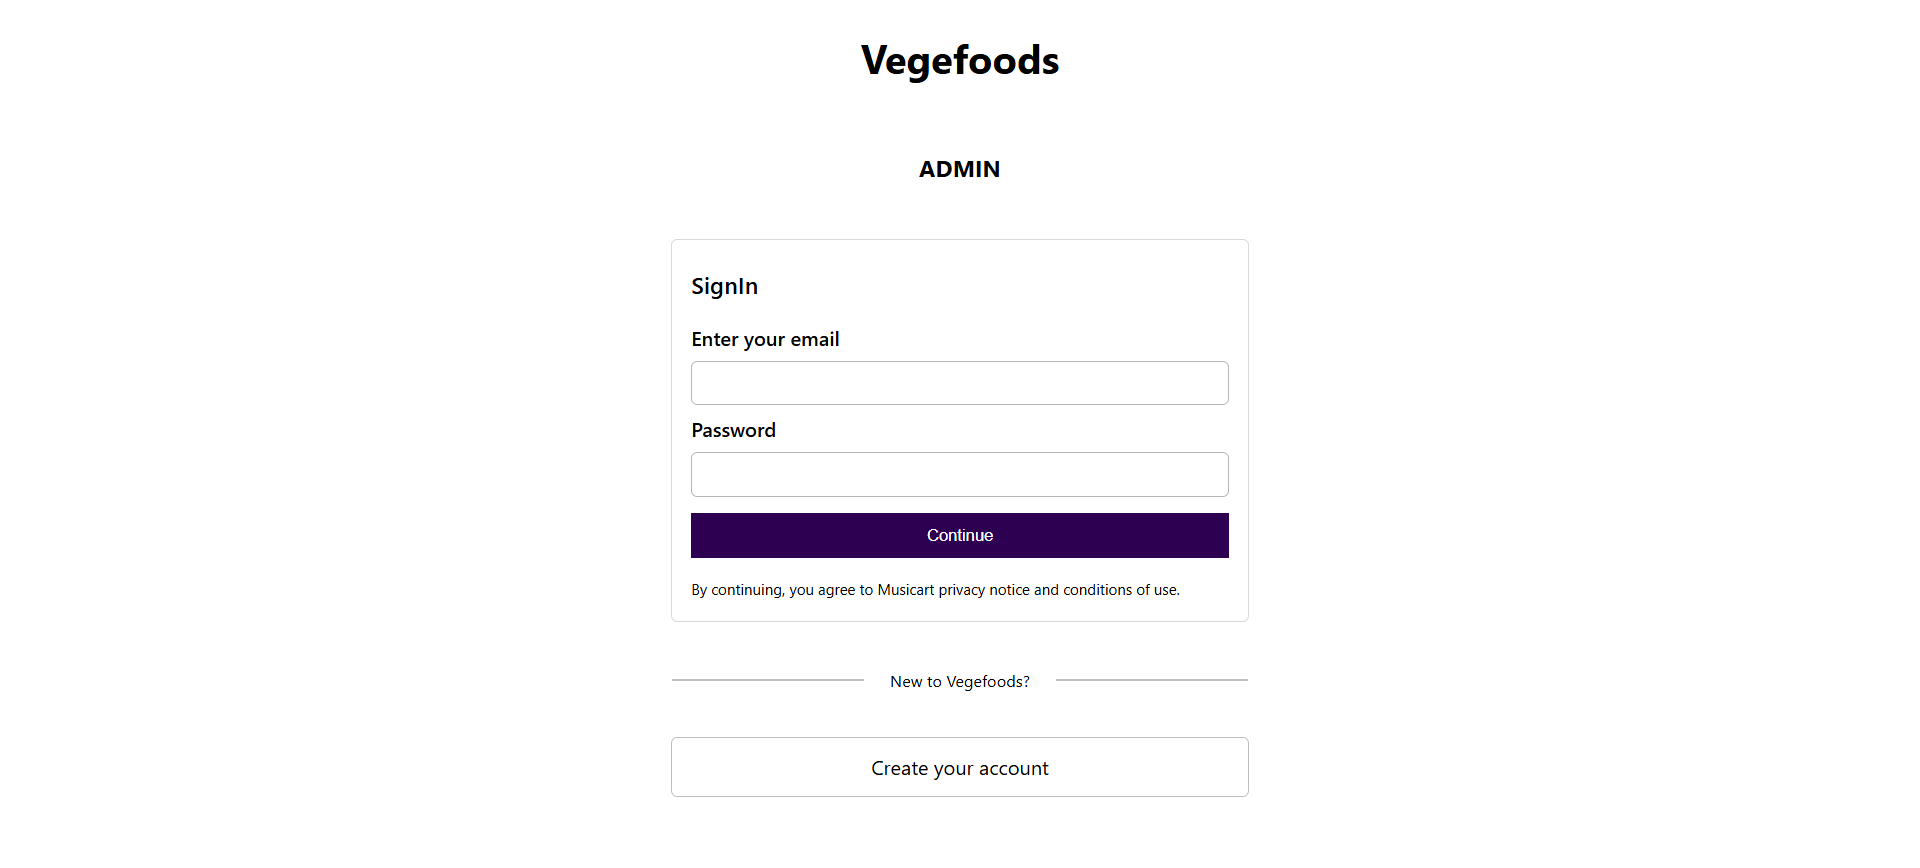 Vegefoods
ADMIN
SignIn
Enter your email
Password
Continue
By continuing, you agree to Musicart privacy notice and conditions of use.
New to Vegefoods?
Create your account